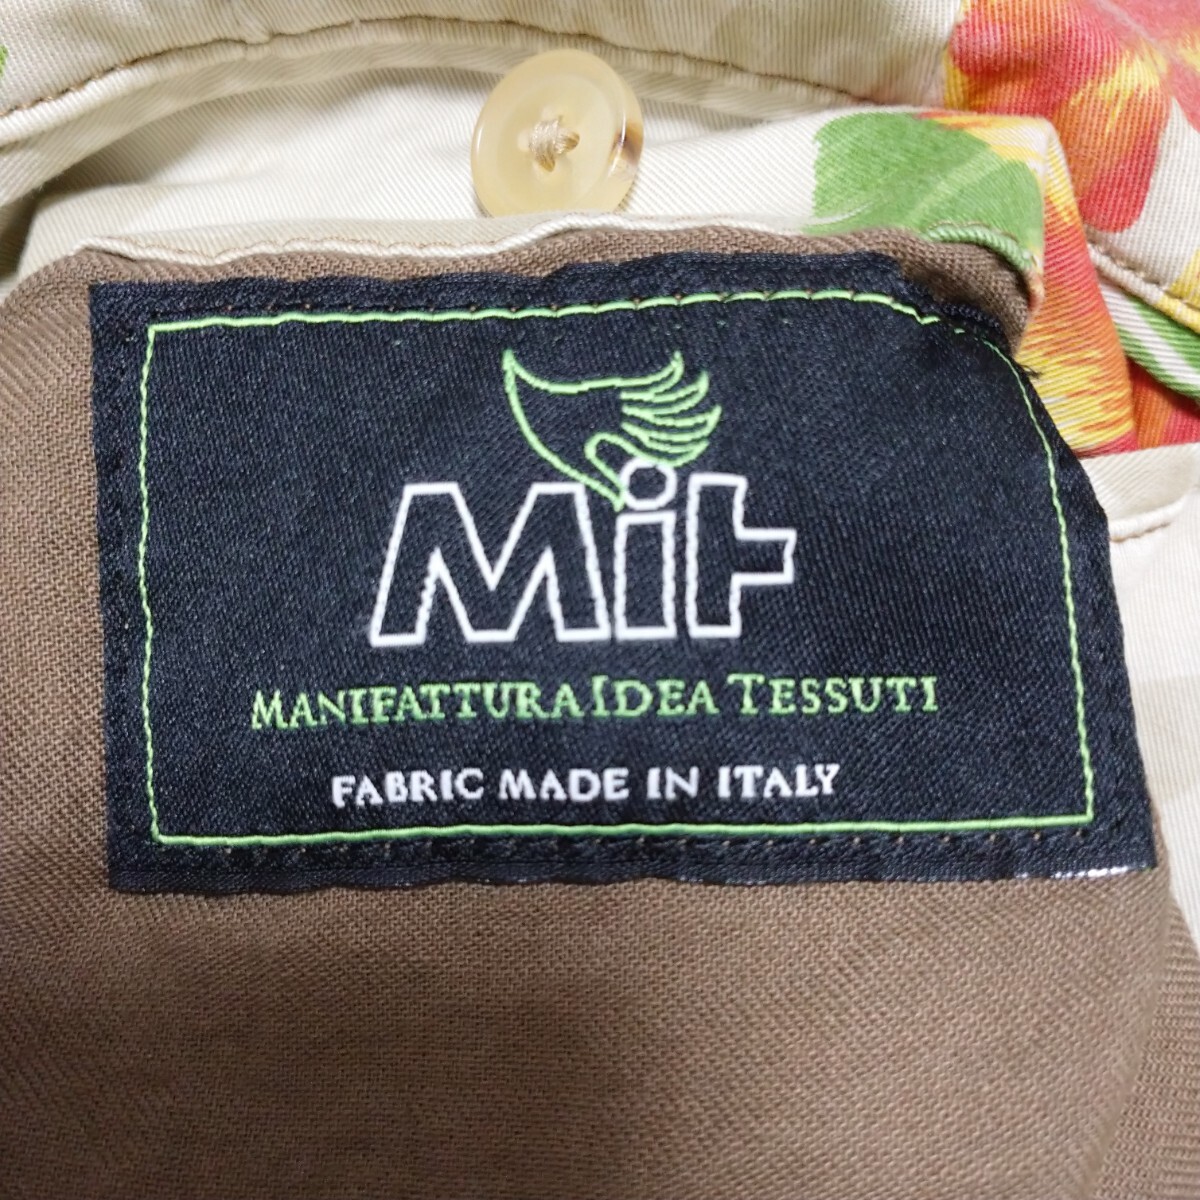 Mit
MANIFATTURA IDEA TESSUTI
FABRIC MADE IN ITALY